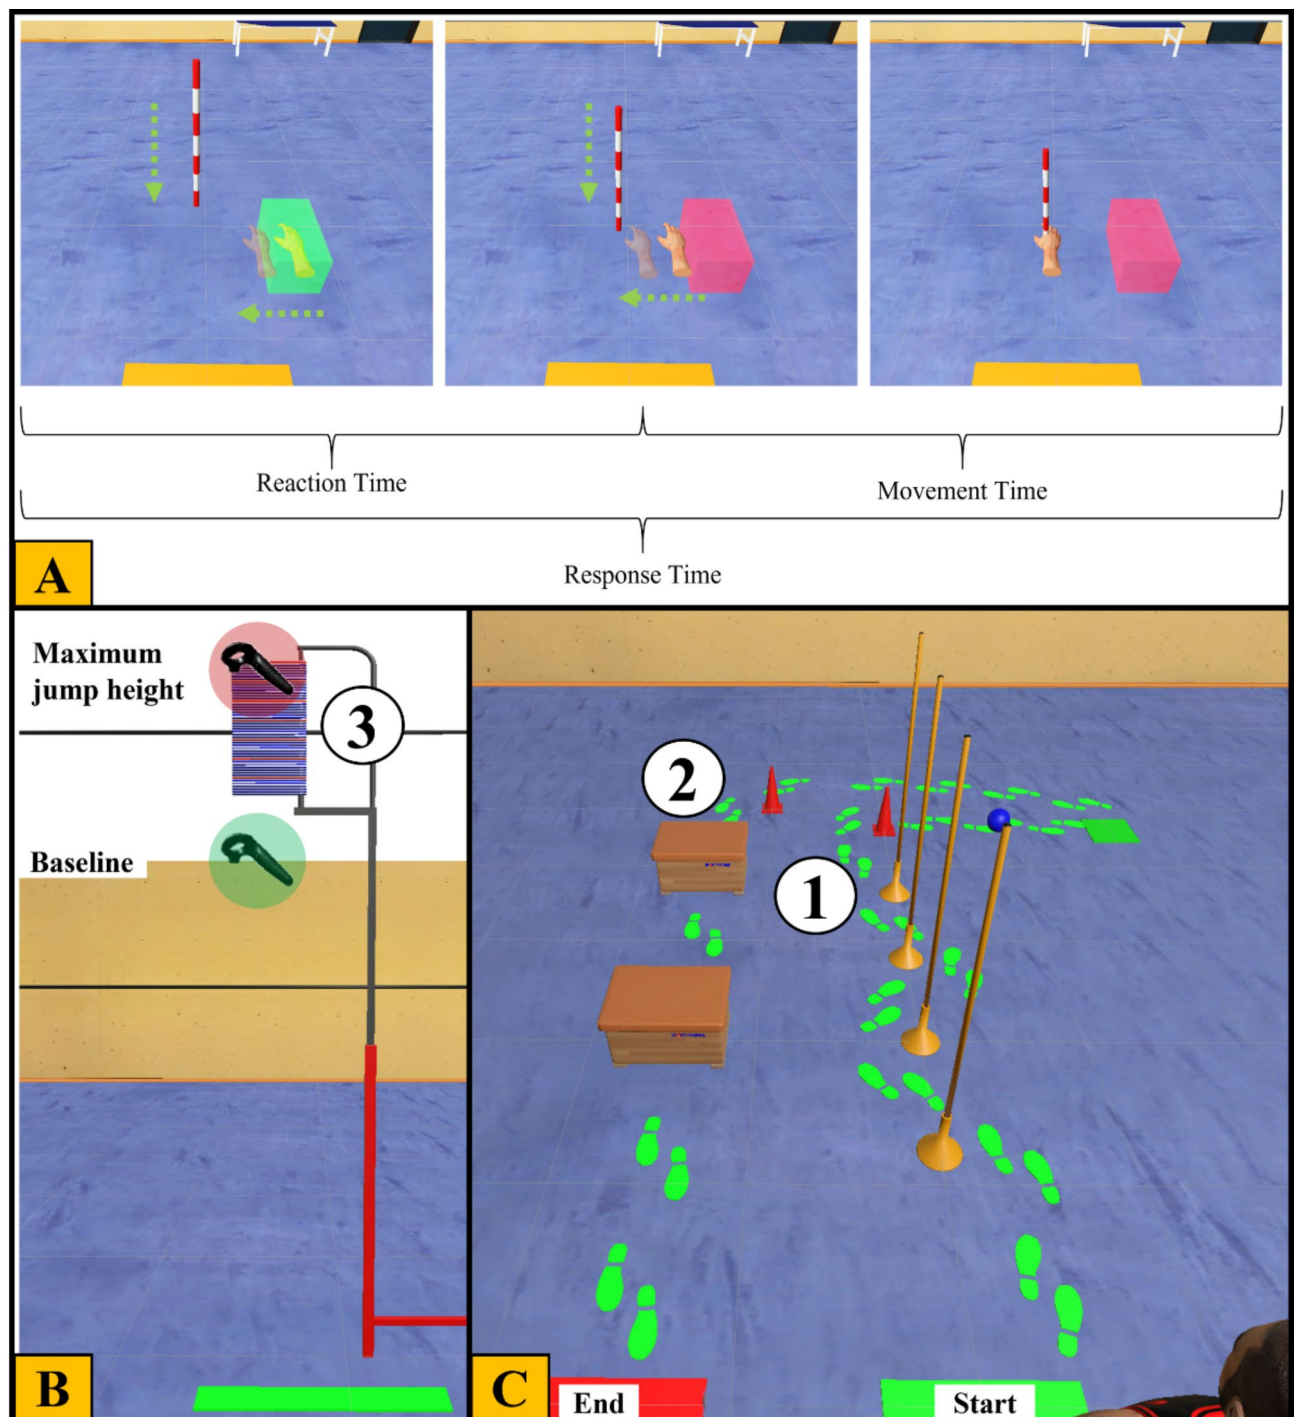 Reaction Time
Movement Time
Response Time
A
Maximum
jump height
3
Baseline
B
2
1
C
End
Start